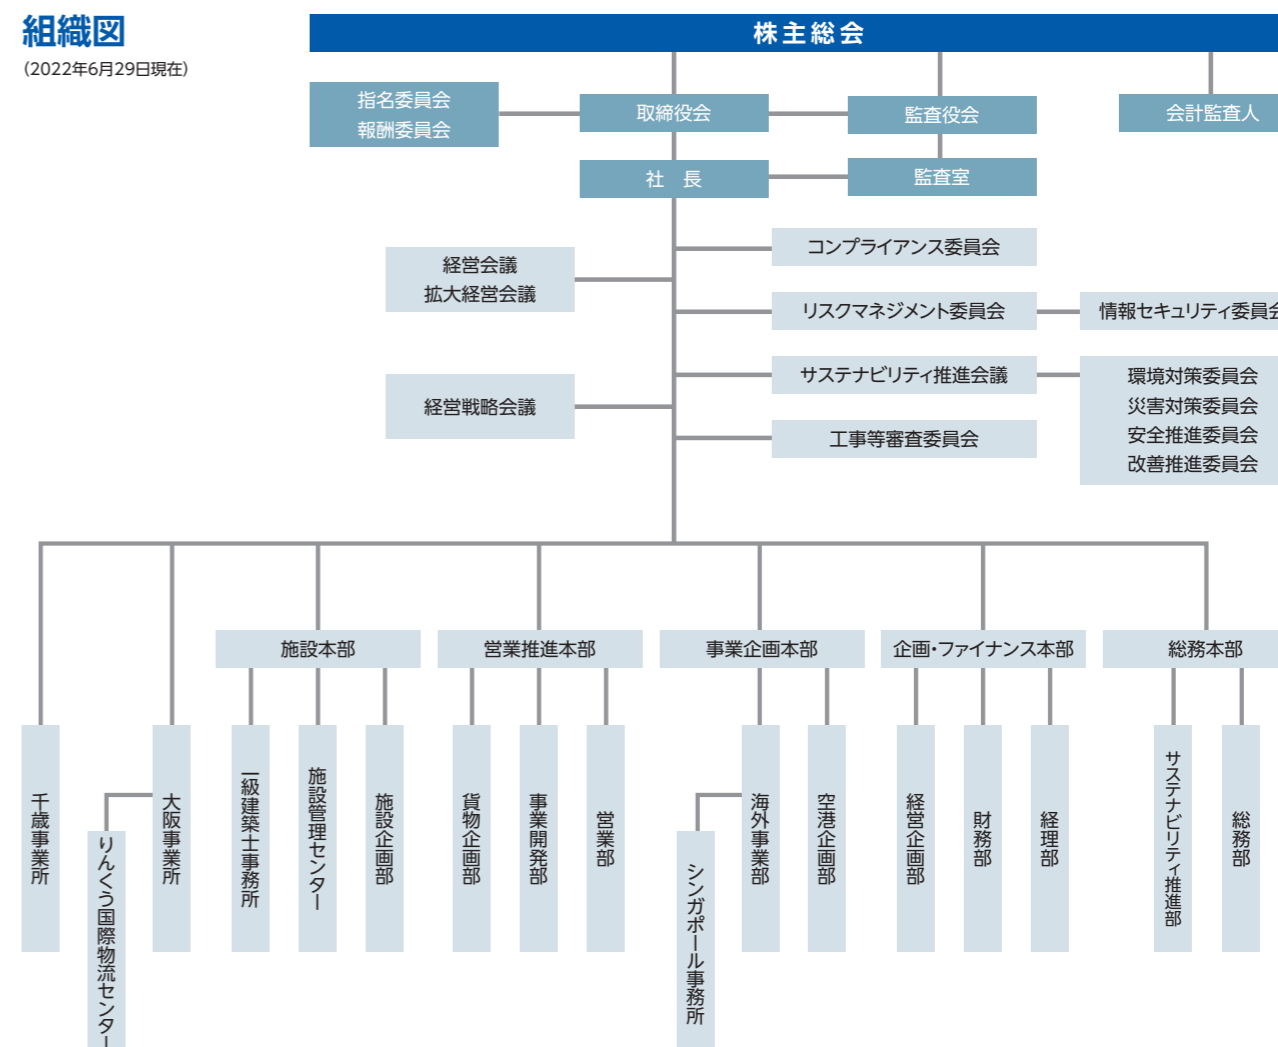 組織図
(2022年6月29日現在)
株主総会
指名委員会
報酬委員会
取締役会
監査役会
会計監査人
社 長
監査室
コンプライアンス委員会
経営会議
拡大経営会議
リスクマネジメント委員会
情報セキュリティ委員会
サステナビリティ推進会議
環境対策委員会
災害対策委員会
安全推進委員会
改善推進委員会
経営戦略会議
工事等審査委員会
施設本部
営業推進本部
事業企画本部
企画・ファイナンス本部
総務本部
千歳事業所
りんくう国際物流センター
大阪事業所
一級建築士事務所
施設管理センター
施設企画部
貨物企画部
事業開発部
営業部
シンガポール事務所
海外事業部
空港企画部
経営企画部
財務部
経理部
サステナビリティ推進部
総務部